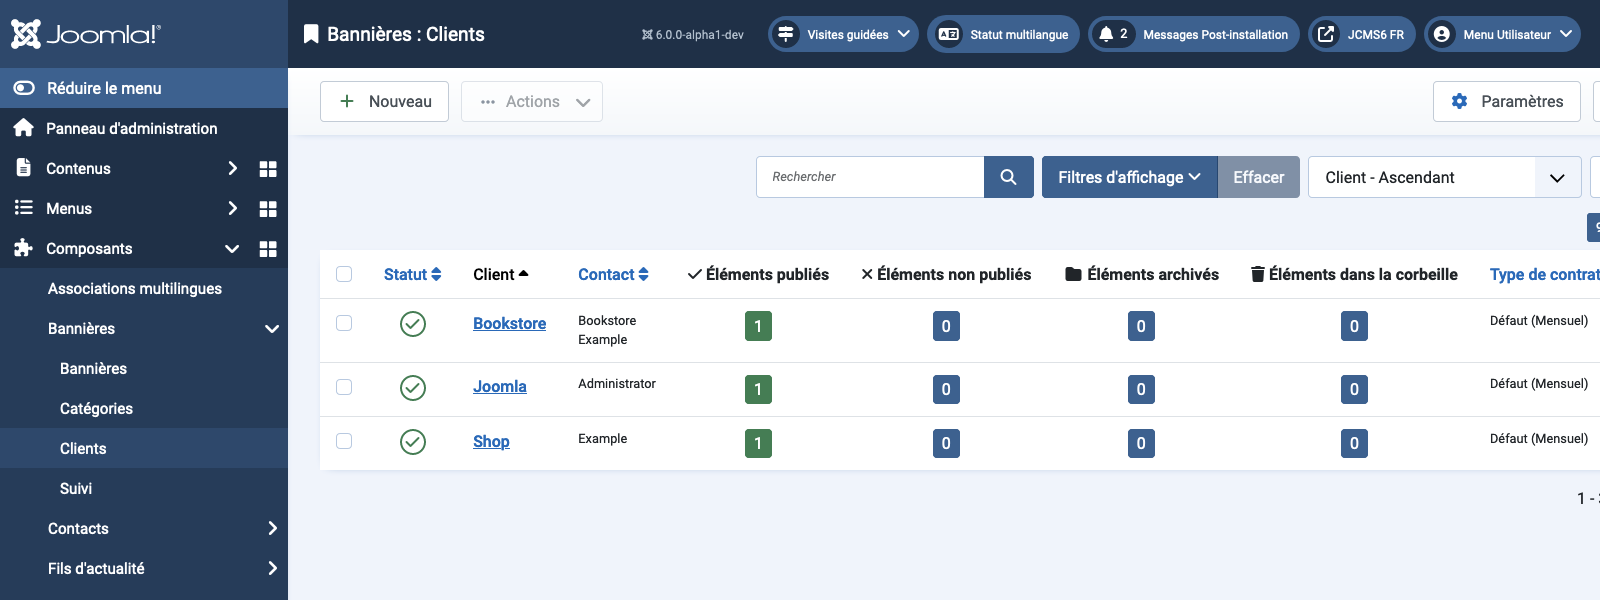 Joomla!
Bannières : Clients
6.0.0-alpha1-dev
Visites guidées
Statut multilangue
2 Messages Post-installation
JCMS6 FR
Menu Utilisateur
Réduire le menu
Panneau d'administration
Contenus
Menus
Composants
Associations multilingues
Bannières
Bannières
Catégories
Clients
Suivi
Contacts
Fils d'actualité
Nouveau
Actions
Paramètres
Rechercher
Filtres d'affichage
Effacer
Client - Ascendant
Statut Client Contact Éléments publiés Éléments non publiés Éléments archivés Éléments dans la corbeille Type de contrat
Bookstore Bookstore Example 1 0 0 0 Défaut (Mensuel)
Joomla Administrator 1 0 0 0 Défaut (Mensuel)
Shop Example 1 0 0 0 Défaut (Mensuel)
1 -